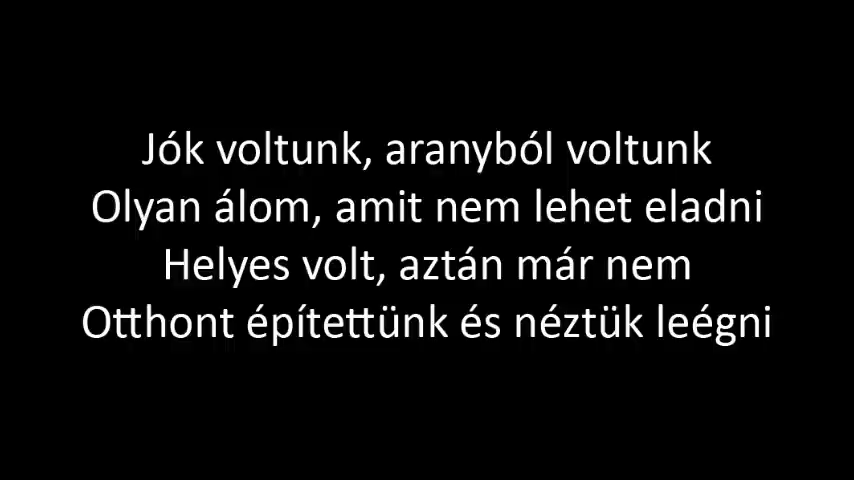 Jók voltunk, aranyból voltunk
Olyan álom, amit nem lehet eladni
Helyes volt, aztán már nem
Otthont építettünk és néztük leégni